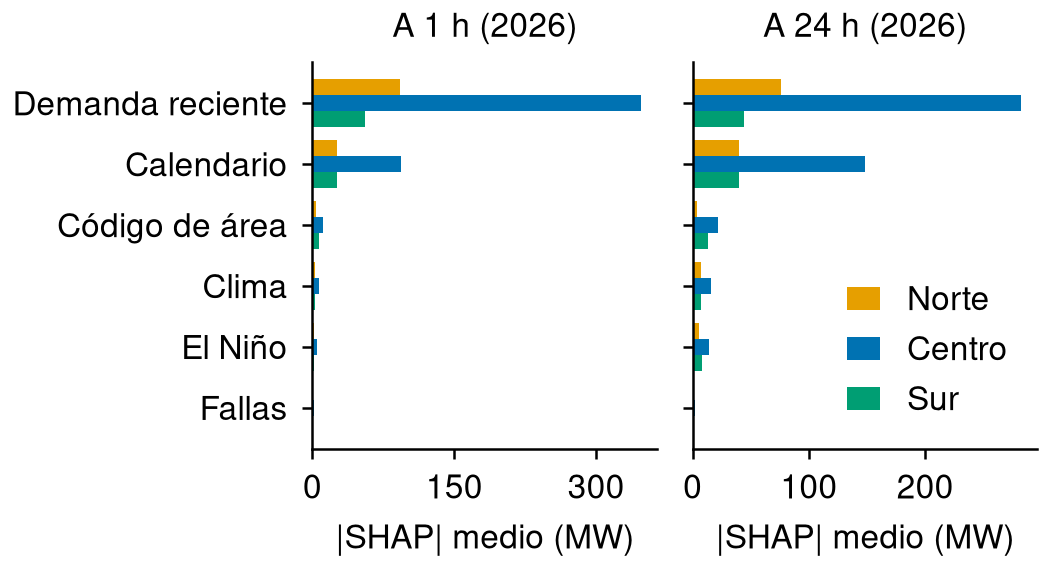 A 1 h (2026)
A 24 h (2026)
Demanda reciente
Calendario
Código de área
Clima
El Niño
Fallas
Norte
Centro
Sur
0 150 300
0 100 200
|SHAP| medio (MW)
|SHAP| medio (MW)